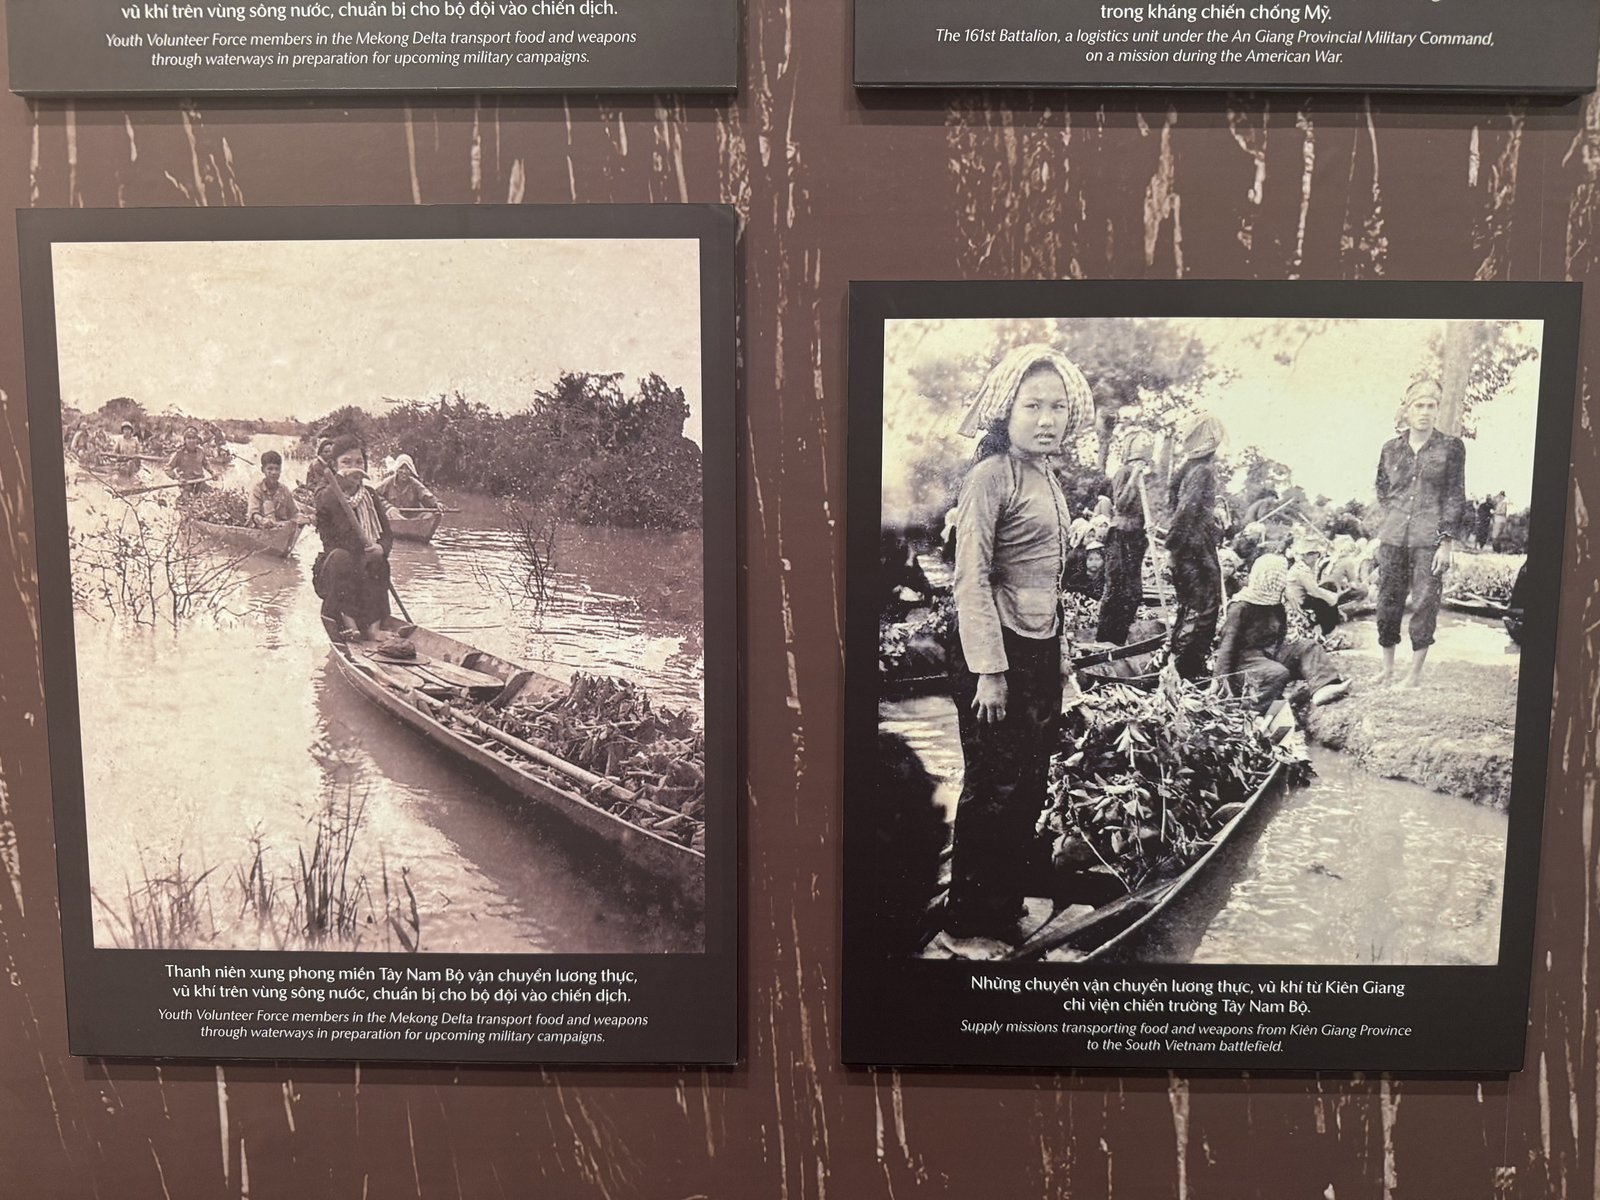 vũ khí trên vùng sông nước, chuẩn bị cho bộ đội vào chiến dịch.
Youth Volunteer Force members in the Mekong Delta transport food and weapons
through waterways in preparation for upcoming military campaigns.
trong kháng chiến chống Mỹ.
The 161st Battalion, a logistics unit under the An Giang Provincial Military Command,
on a mission during the American War.
Thanh niên xung phong miền Tây Nam Bộ vận chuyển lương thực,
vũ khí trên vùng sông nước, chuẩn bị cho bộ đội vào chiến dịch.
Youth Volunteer Force members in the Mekong Delta transport food and weapons
through waterways in preparation for upcoming military campaigns.
Những chuyến vận chuyển lương thực, vũ khí từ Kiên Giang
chi viện chiến trường Tây Nam Bộ.
Supply missions transporting food and weapons from Kiên Giang Province
to the South Vietnam battlefield.